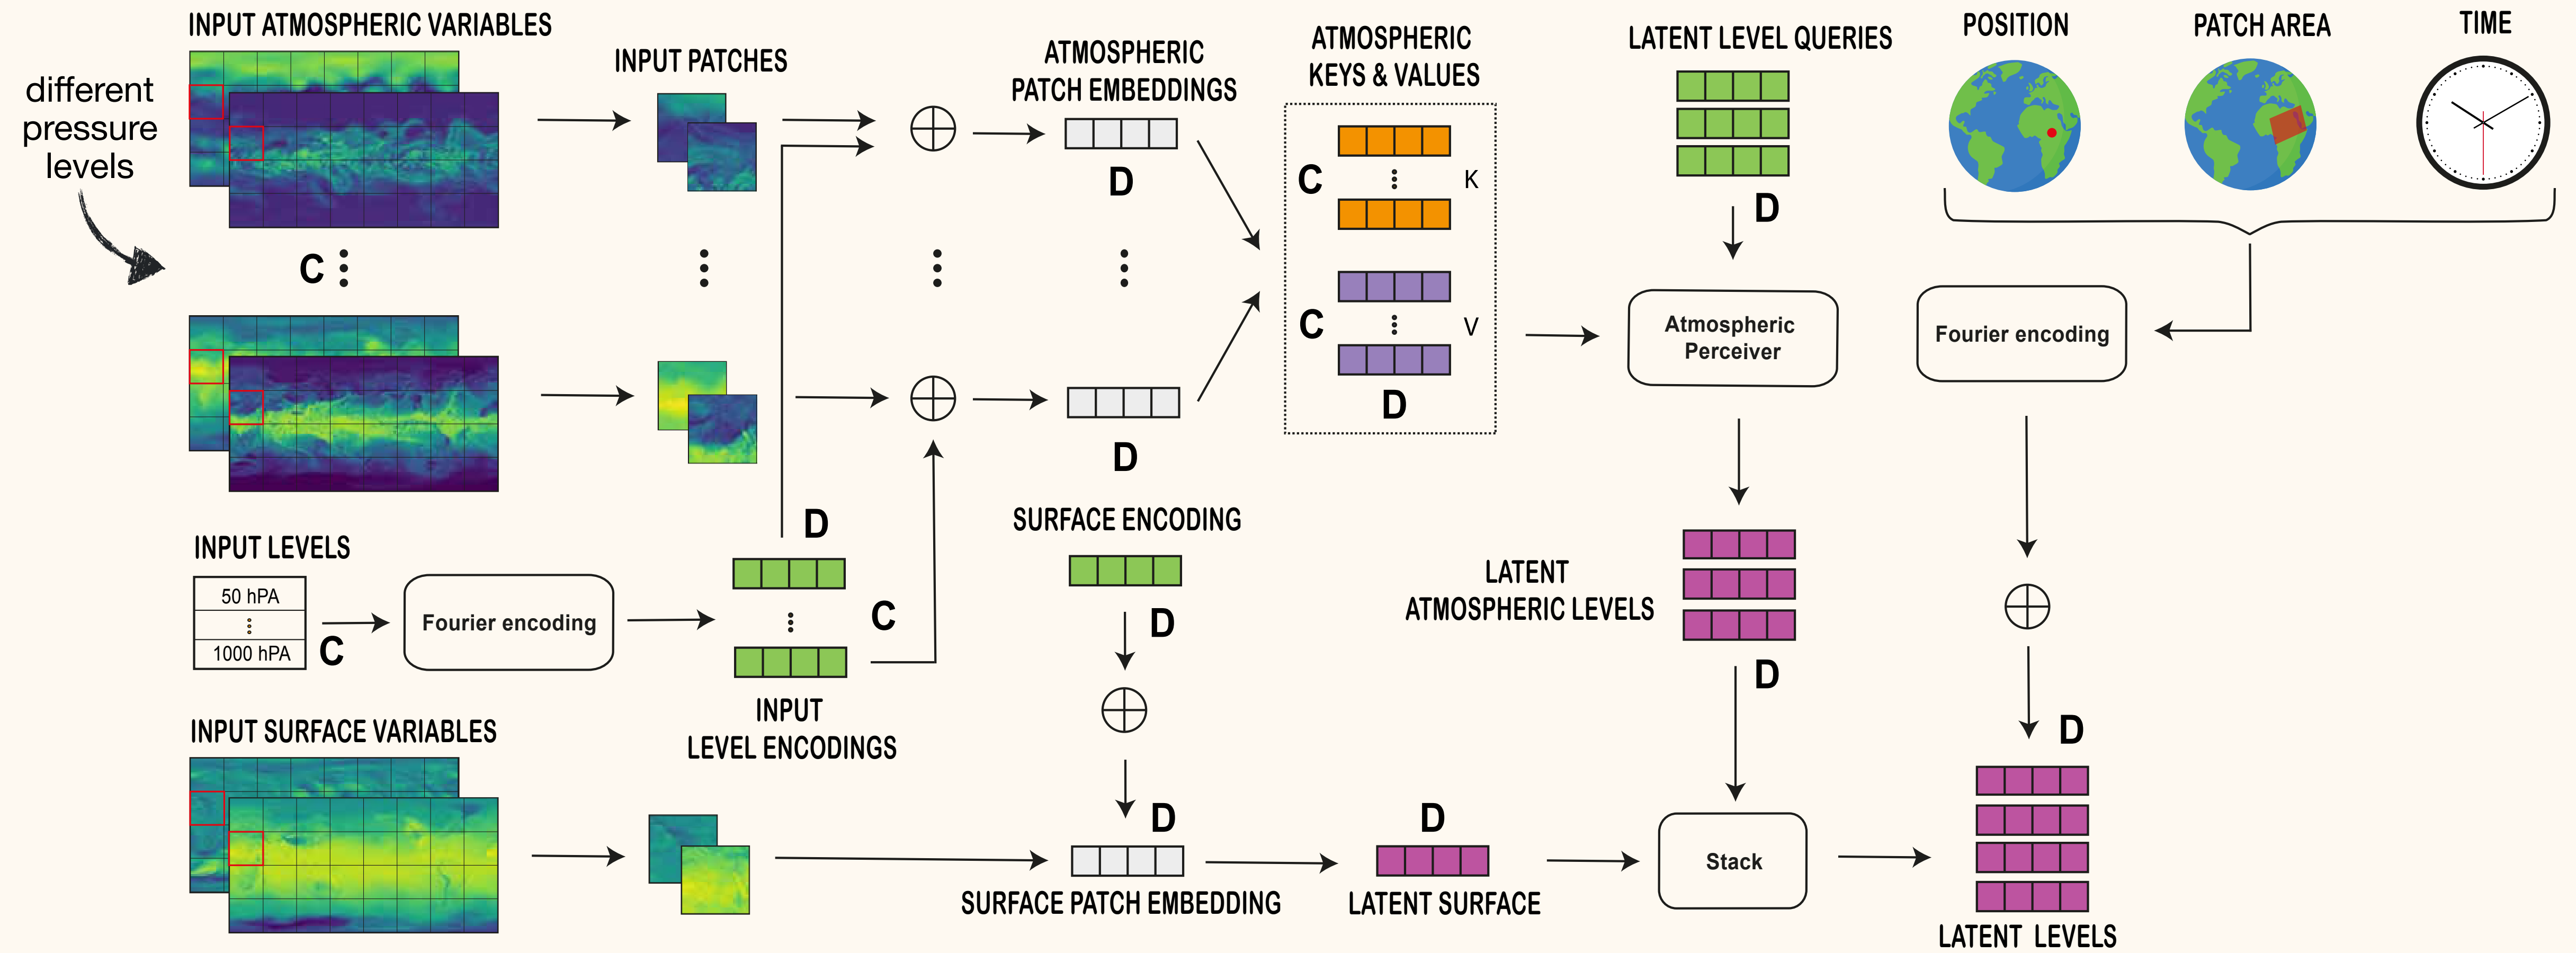 INPUT ATMOSPHERIC VARIABLES
different
pressure
levels
C
INPUT PATCHES
ATMOSPHERIC
PATCH EMBEDDINGS
D
D
ATMOSPHERIC
KEYS & VALUES
C
K
C
V
D
LATENT LEVEL QUERIES
D
Atmospheric
Perceiver
POSITION
PATCH AREA
TIME
Fourier encoding
INPUT LEVELS
50 hPA
1000 hPA
C
Fourier encoding
D
C
INPUT
LEVEL ENCODINGS
SURFACE ENCODING
D
LATENT
ATMOSPHERIC LEVELS
D
INPUT SURFACE VARIABLES
D
SURFACE PATCH EMBEDDING
D
LATENT SURFACE
Stack
D
LATENT LEVELS